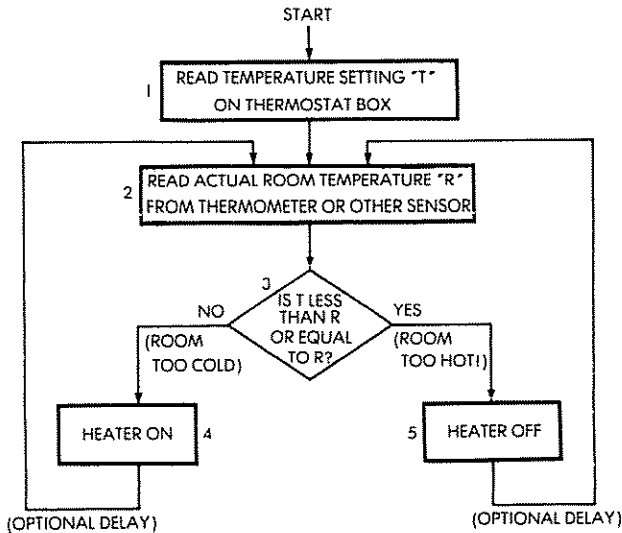 START
1
READ TEMPERATURE SETTING "T"
ON THERMOSTAT BOX
2
READ ACTUAL ROOM TEMPERATURE "R"
FROM THERMOMETER OR OTHER SENSOR
3
IS T LESS
THAN R
OR EQUAL
TO R?
NO
(ROOM
TOO COLD)
YES
(ROOM
TOO HOT!)
HEATER ON
4
5
HEATER OFF
(OPTIONAL DELAY)
(OPTIONAL DELAY)